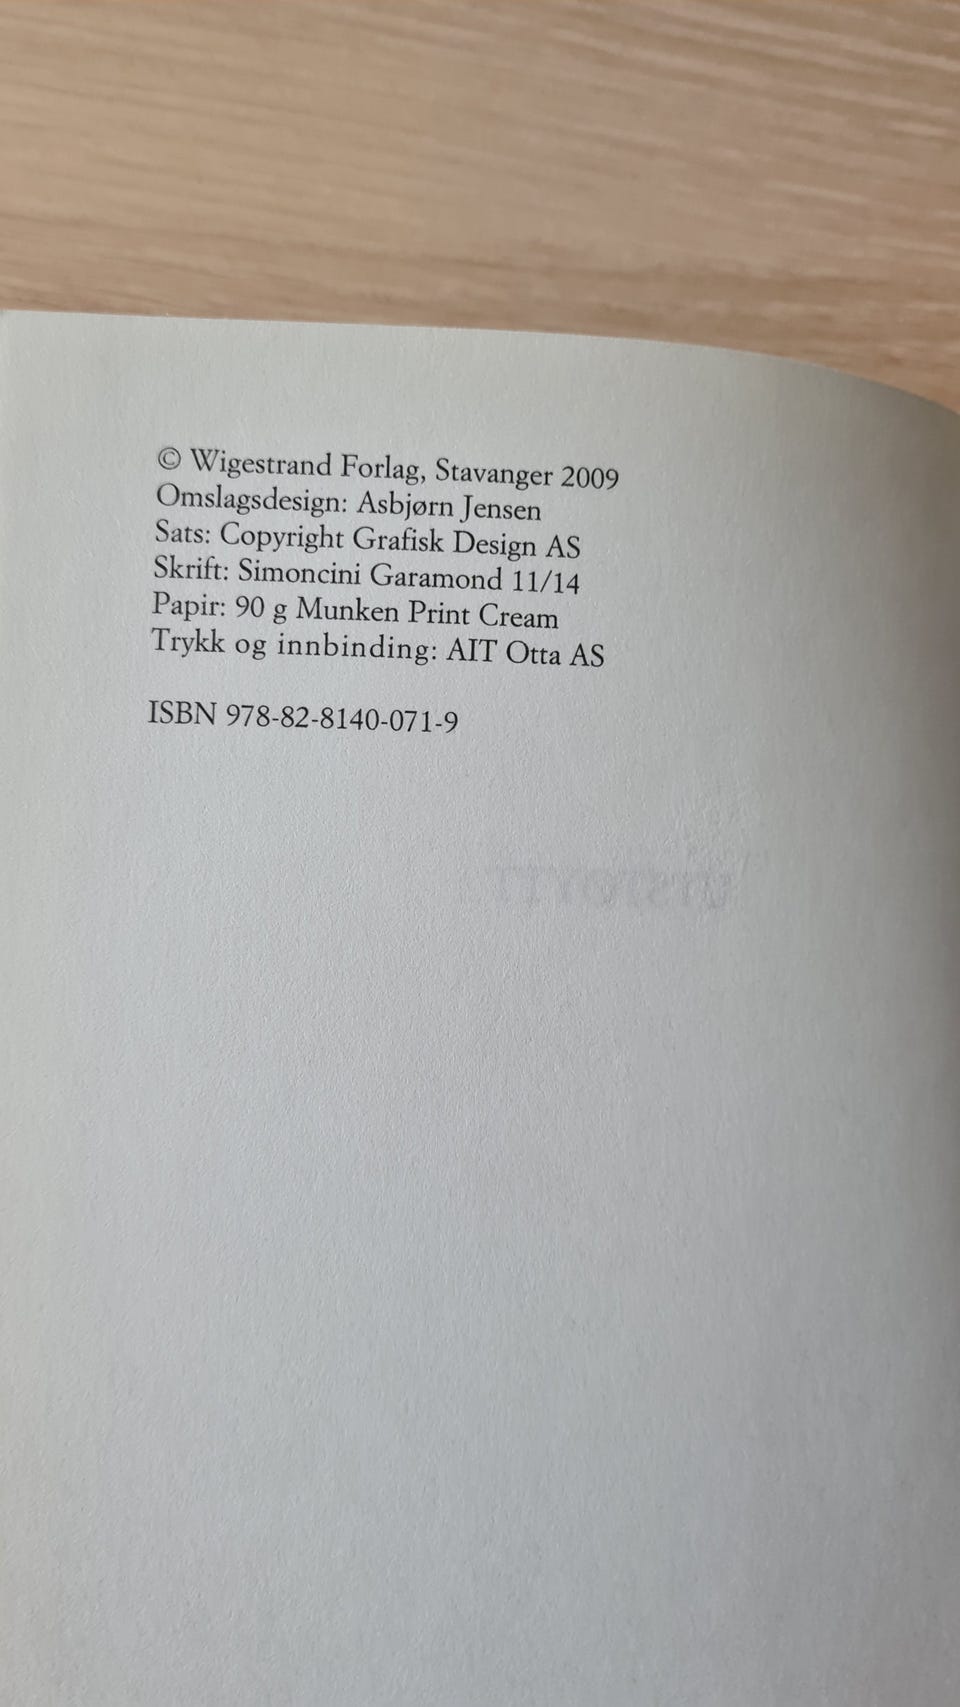 © Wigestrand Forlag, Stavanger 2009
Omslagsdesign: Asbjørn Jensen
Sats: Copyright Grafisk Design AS
Skrift: Simoncini Garamond 11/14
Papir: 90 g Munken Print Cream
Trykk og innbinding: AIT Otta AS
ISBN 978-82-8140-071-9